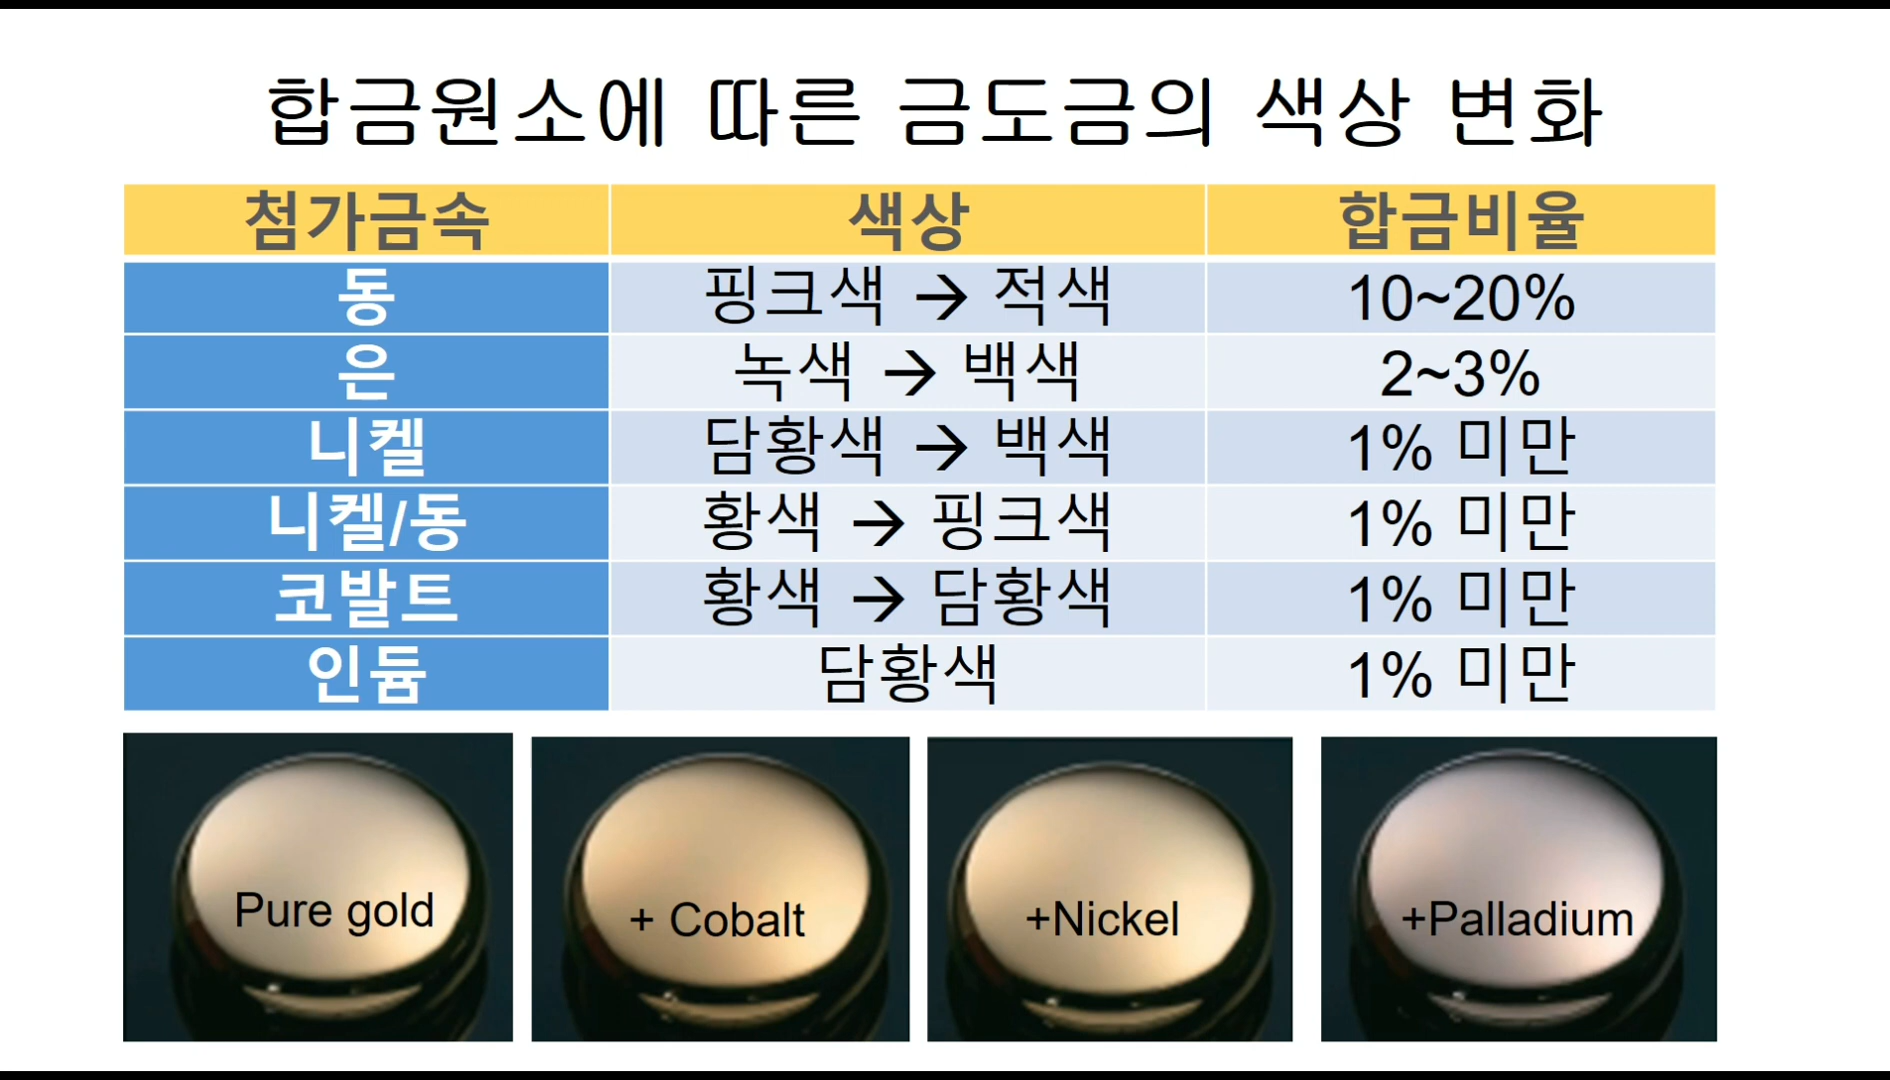 합금원소에 따른 금도금의 색상 변화
첨가금속 색상 합금비율
동 핑크색 → 적색 10~20%
은 녹색 → 백색 2~3%
니켈 담황색 → 백색 1% 미만
니켈/동 황색 → 핑크색 1% 미만
코발트 황색 → 담황색 1% 미만
인듐 담황색 1% 미만
Pure gold
+ Cobalt
+Nickel
+Palladium